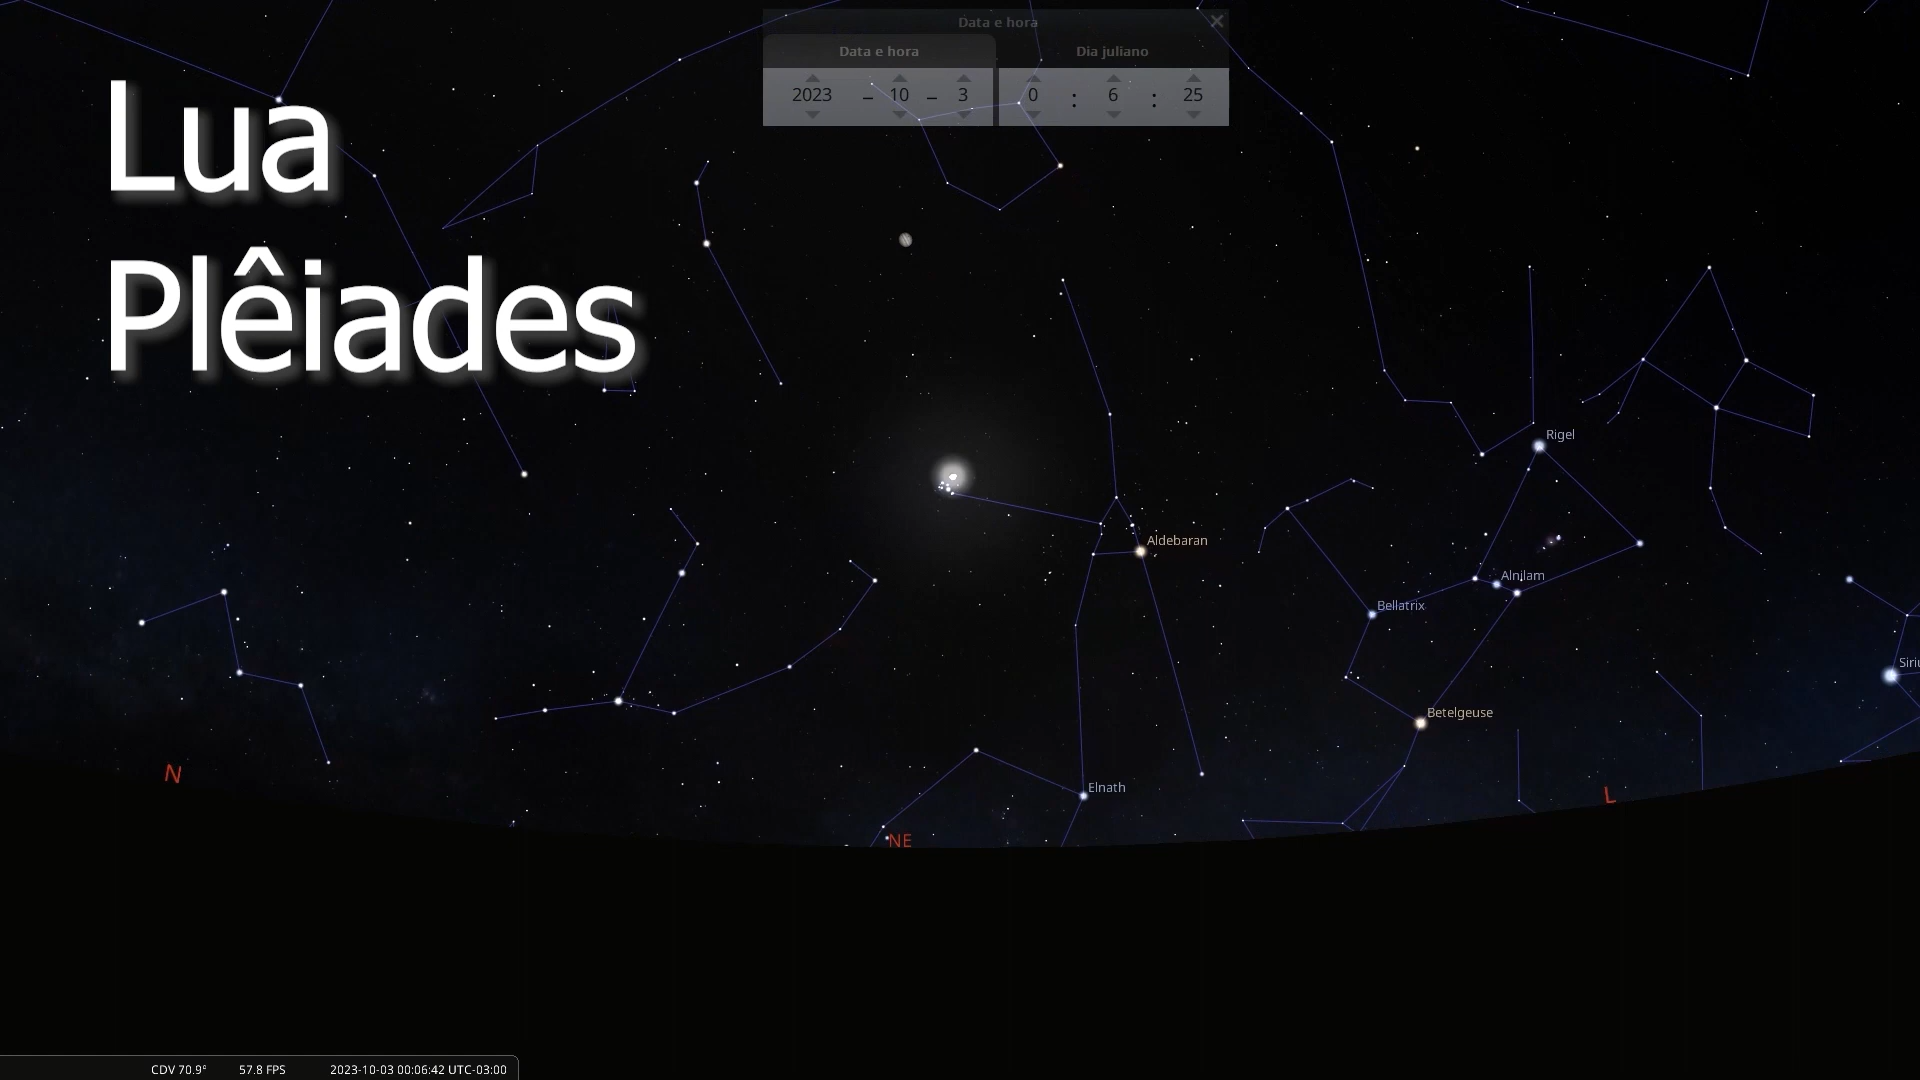 Data e hora
Data e hora
Dia juliano
2023 – 10 – 3
0 : 6 : 25
Lua
Plêiades
Rigel
Aldebaran
Alnilam
Bellatrix
Siriu
Betelgeuse
N
Elnath
L
NE
CDV 70.9° 57.8 FPS 2023-10-03 00:06:42 UTC-03:00